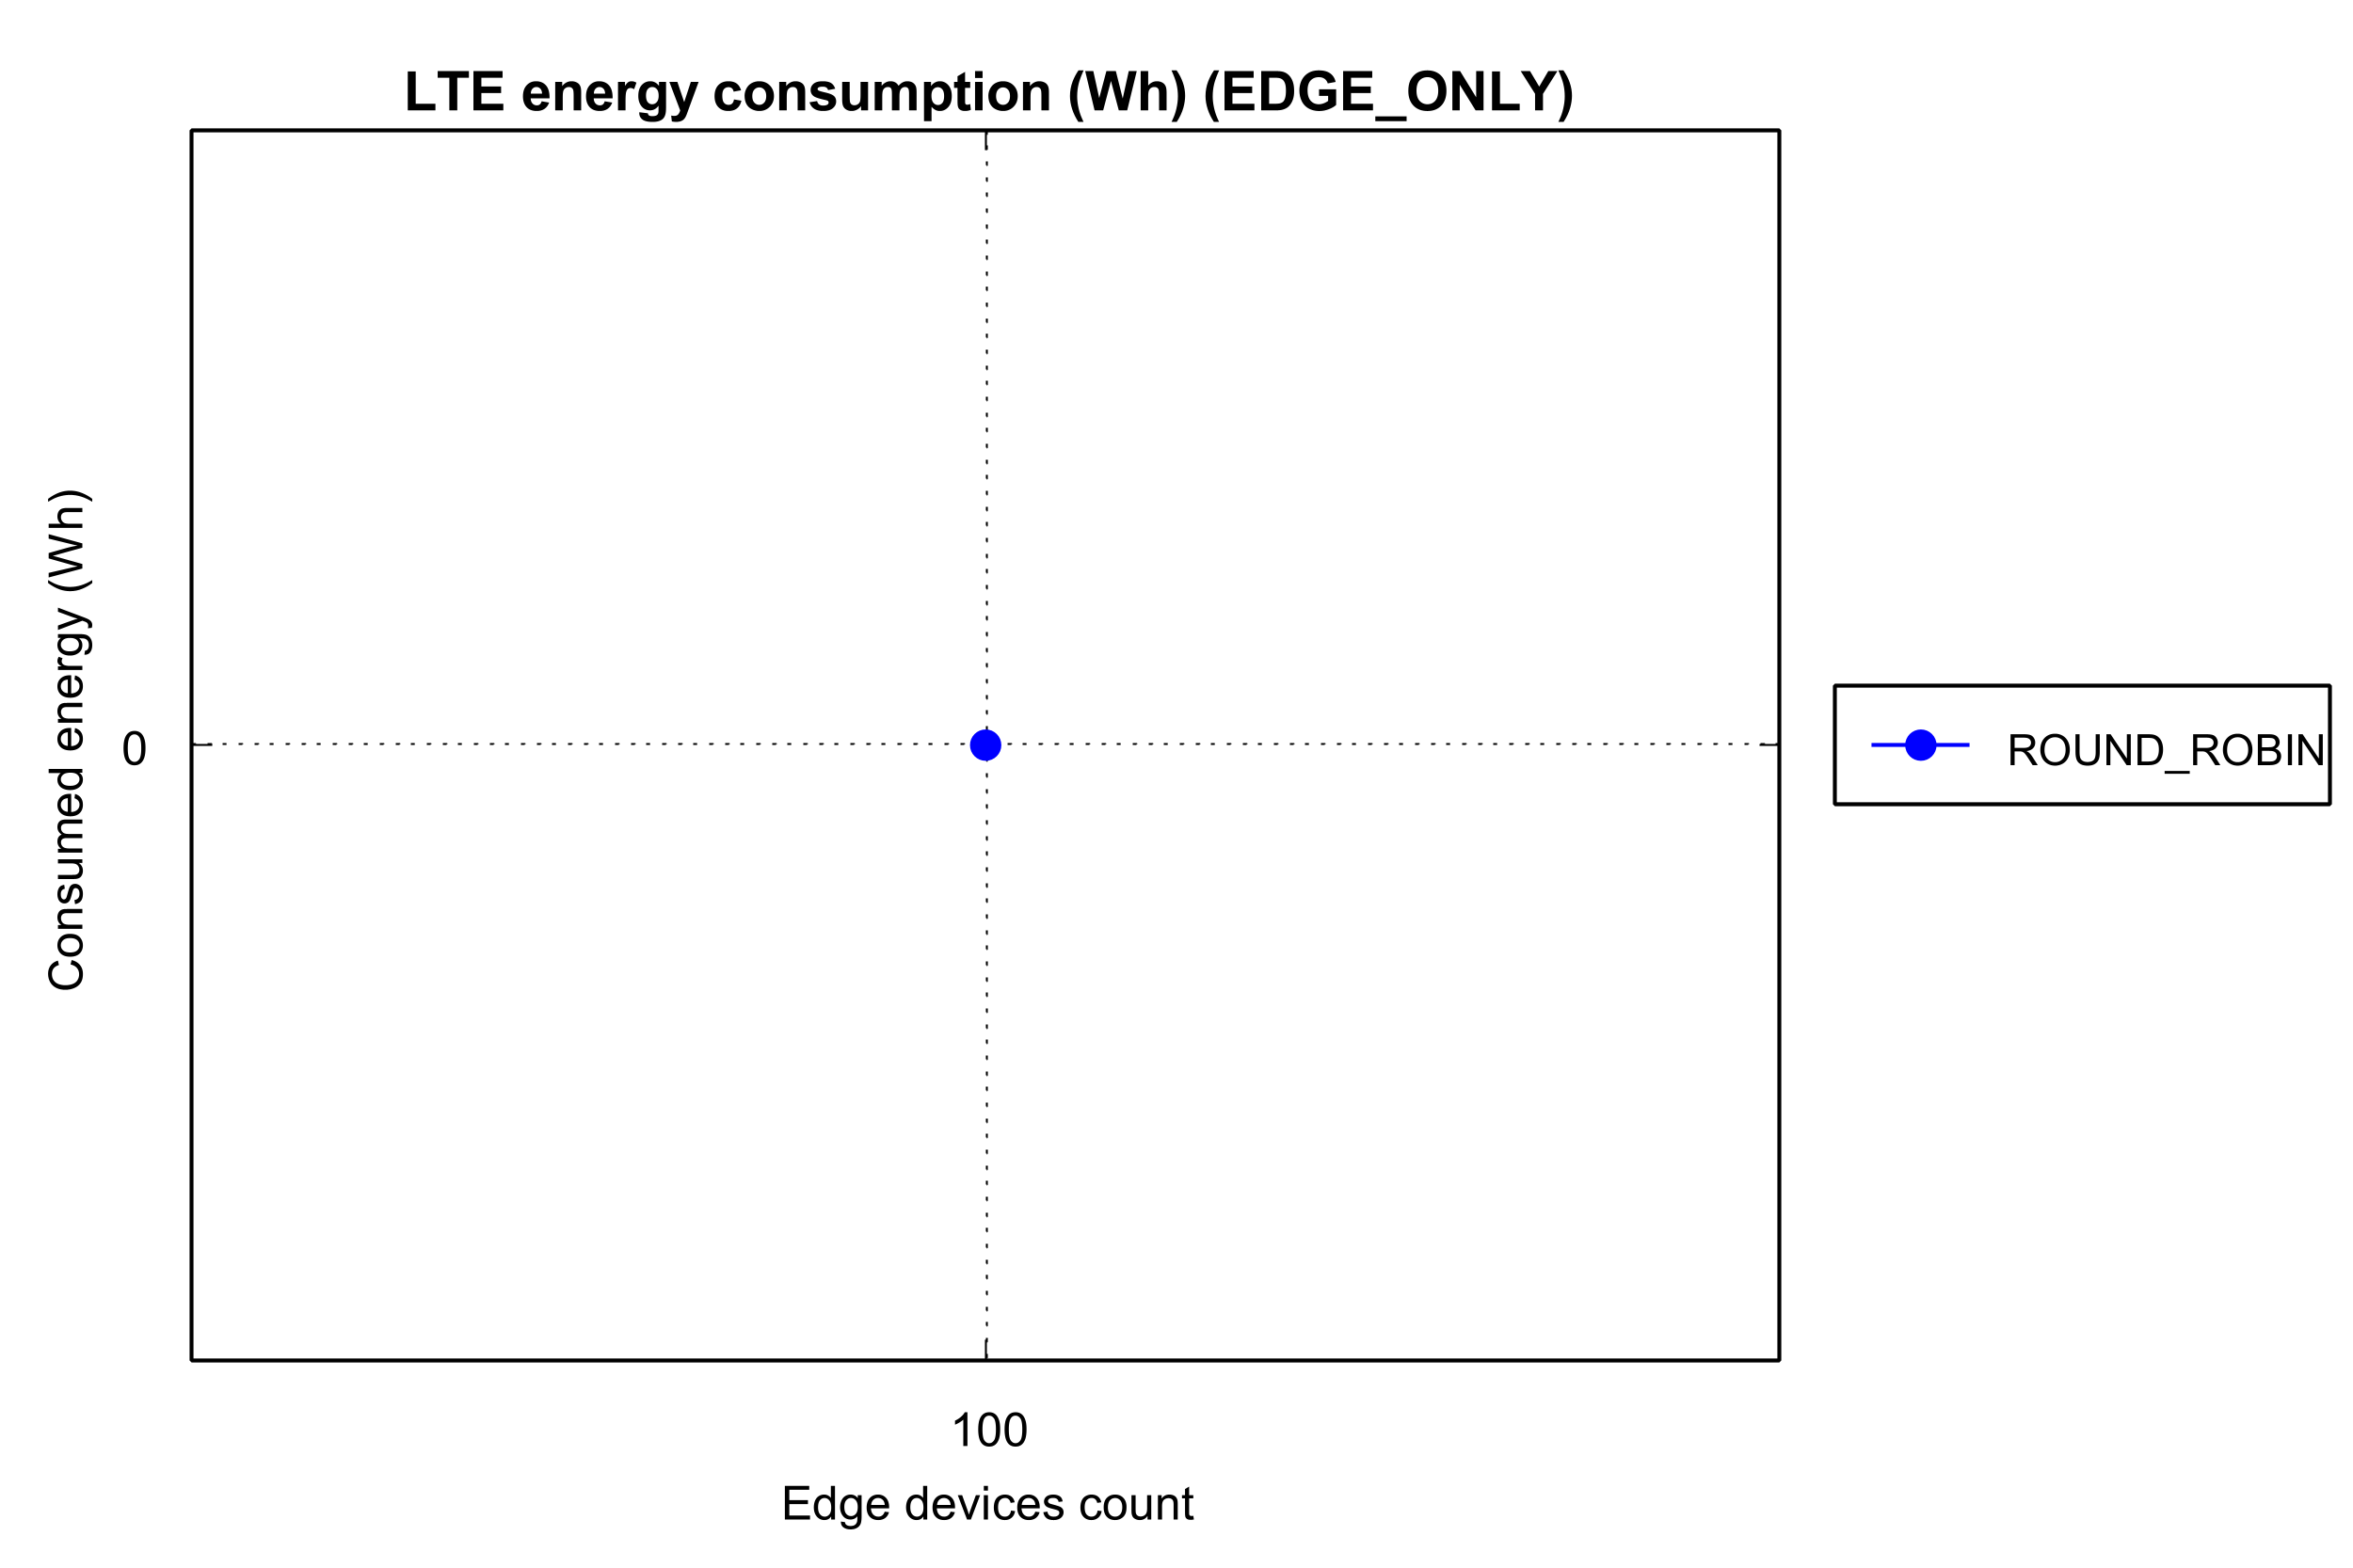 LTE energy consumption (Wh) (EDGE_ONLY)
Consumed energy (Wh)
0
ROUND_ROBIN
100
Edge devices count